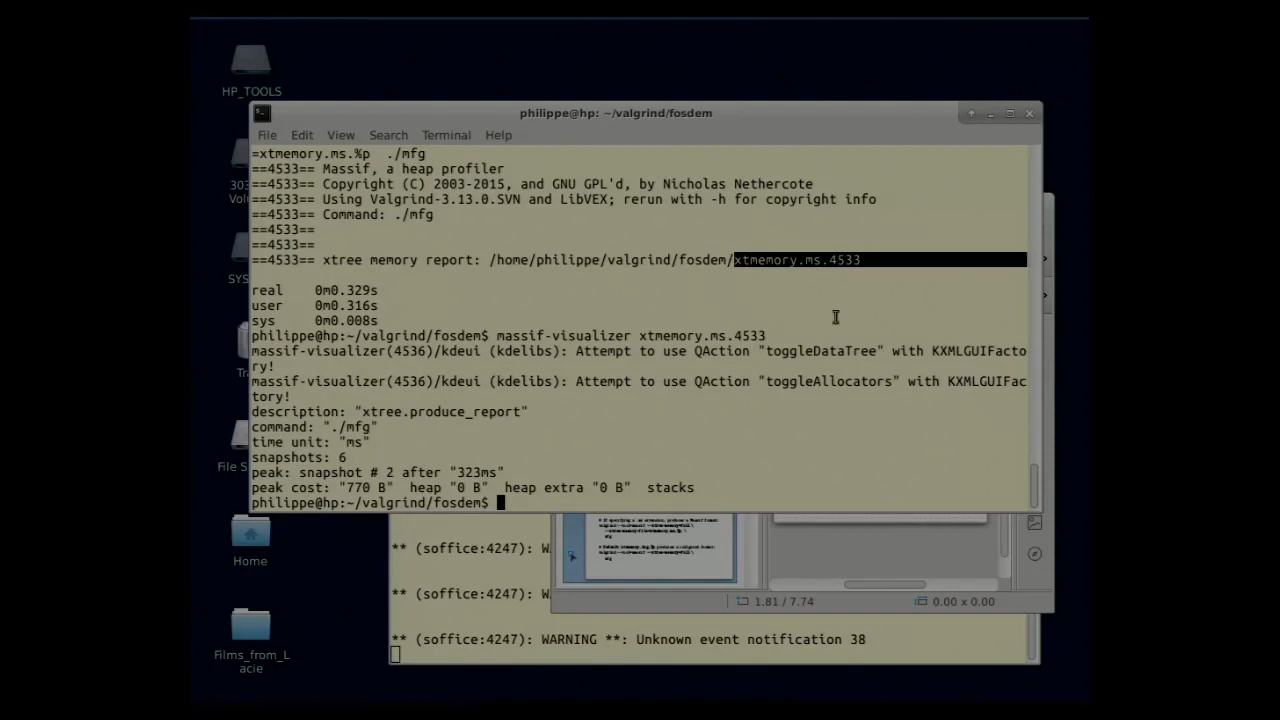 HP_TOOLS
philippe@hp: ~/valgrind/fosdem
File Edit View Search Terminal Help
=xtmemory.ms.%p  ./mfg
==4533== Massif, a heap profiler
==4533== Copyright (C) 2003-2015, and GNU GPL'd, by Nicholas Nethercote
==4533== Using Valgrind-3.13.0.SVN and LibVEX; rerun with -h for copyright info
==4533== Command: ./mfg
==4533==
==4533==
==4533== xtree memory report: /home/philippe/valgrind/fosdem/xtmemory.ms.4533
real    0m0.329s
user    0m0.316s
sys     0m0.008s
philippe@hp:~/valgrind/fosdem$ massif-visualizer xtmemory.ms.4533
massif-visualizer(4536)/kdeui (kdelibs): Attempt to use QAction "toggleDataTree" with KXMLGUIFacto
ry!
massif-visualizer(4536)/kdeui (kdelibs): Attempt to use QAction "toggleAllocators" with KXMLGUIFac
tory!
description: "xtree.produce_report"
command: "./mfg"
time unit: "ms"
snapshots: 6
peak: snapshot # 2 after "323ms"
peak cost: "770 B"  heap "0 B"  heap extra "0 B"  stacks
philippe@hp:~/valgrind/fosdem$
303
Vol
SYS
Tra
File S
Home
Films_from_L
acie
** (soffice:4247): W
** (soffice:4247): W
** (soffice:4247): WARNING **: Unknown event notification 38
1.81 / 7.74
0.00 x 0.00